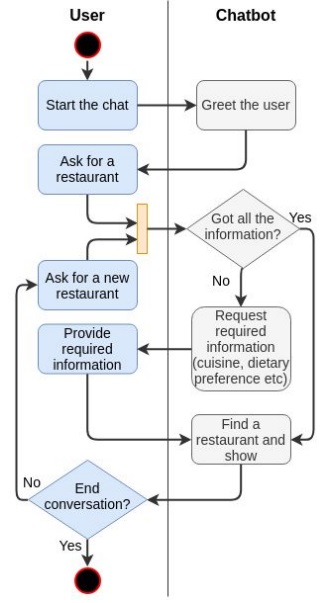 User
Chatbot
Start the chat
Greet the user
Ask for a
restaurant
Got all the
information?
Yes
No
Ask for a new
restaurant
Request
required
information
(cuisine, dietary
preference etc)
Provide
required
information
Find a
restaurant and
show
End
conversation?
No
Yes